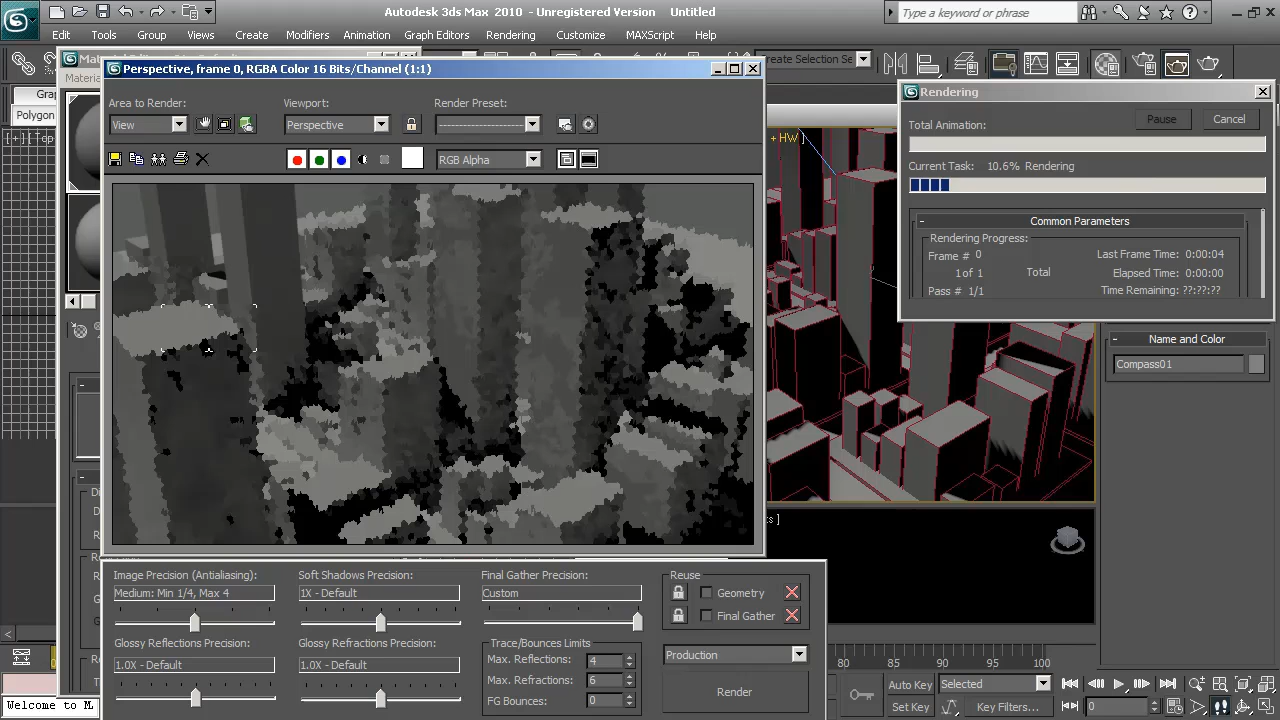 Autodesk 3ds Max 2010 - Unregistered Version Untitled
Type a keyword or phrase
Edit Tools Group Views Create Modifiers Animation Graph Editors Rendering Customize MAXScript Help
Perspective, frame 0, RGBA Color 16 Bits/Channel (1:1)
Rendering
Area to Render: Viewport: Render Preset:
View Perspective
RGB Alpha
Polygon
+ HW ]
Pause Cancel
Total Animation:
Current Task: 10.6% Rendering
- Common Parameters
Rendering Progress:
Frame # 0 Last Frame Time: 0:00:04
1 of 1 Total Elapsed Time: 0:00:00
Pass # 1/1 Time Remaining: ??:??:??
- Name and Color
Compass01
Image Precision (Antialiasing): Soft Shadows Precision: Final Gather Precision: Reuse
Medium: Min 1/4, Max 4 1X - Default Custom Geometry
Final Gather
Glossy Reflections Precision: Glossy Refractions Precision: Trace/Bounces Limits
1.0X - Default 1.0X - Default Max. Reflections: 4 Production
Max. Refractions: 6
FG Bounces: 0 Render
80 85 90 95 100
Auto Key Selected
Set Key Key Filters... 0
Welcome to M.